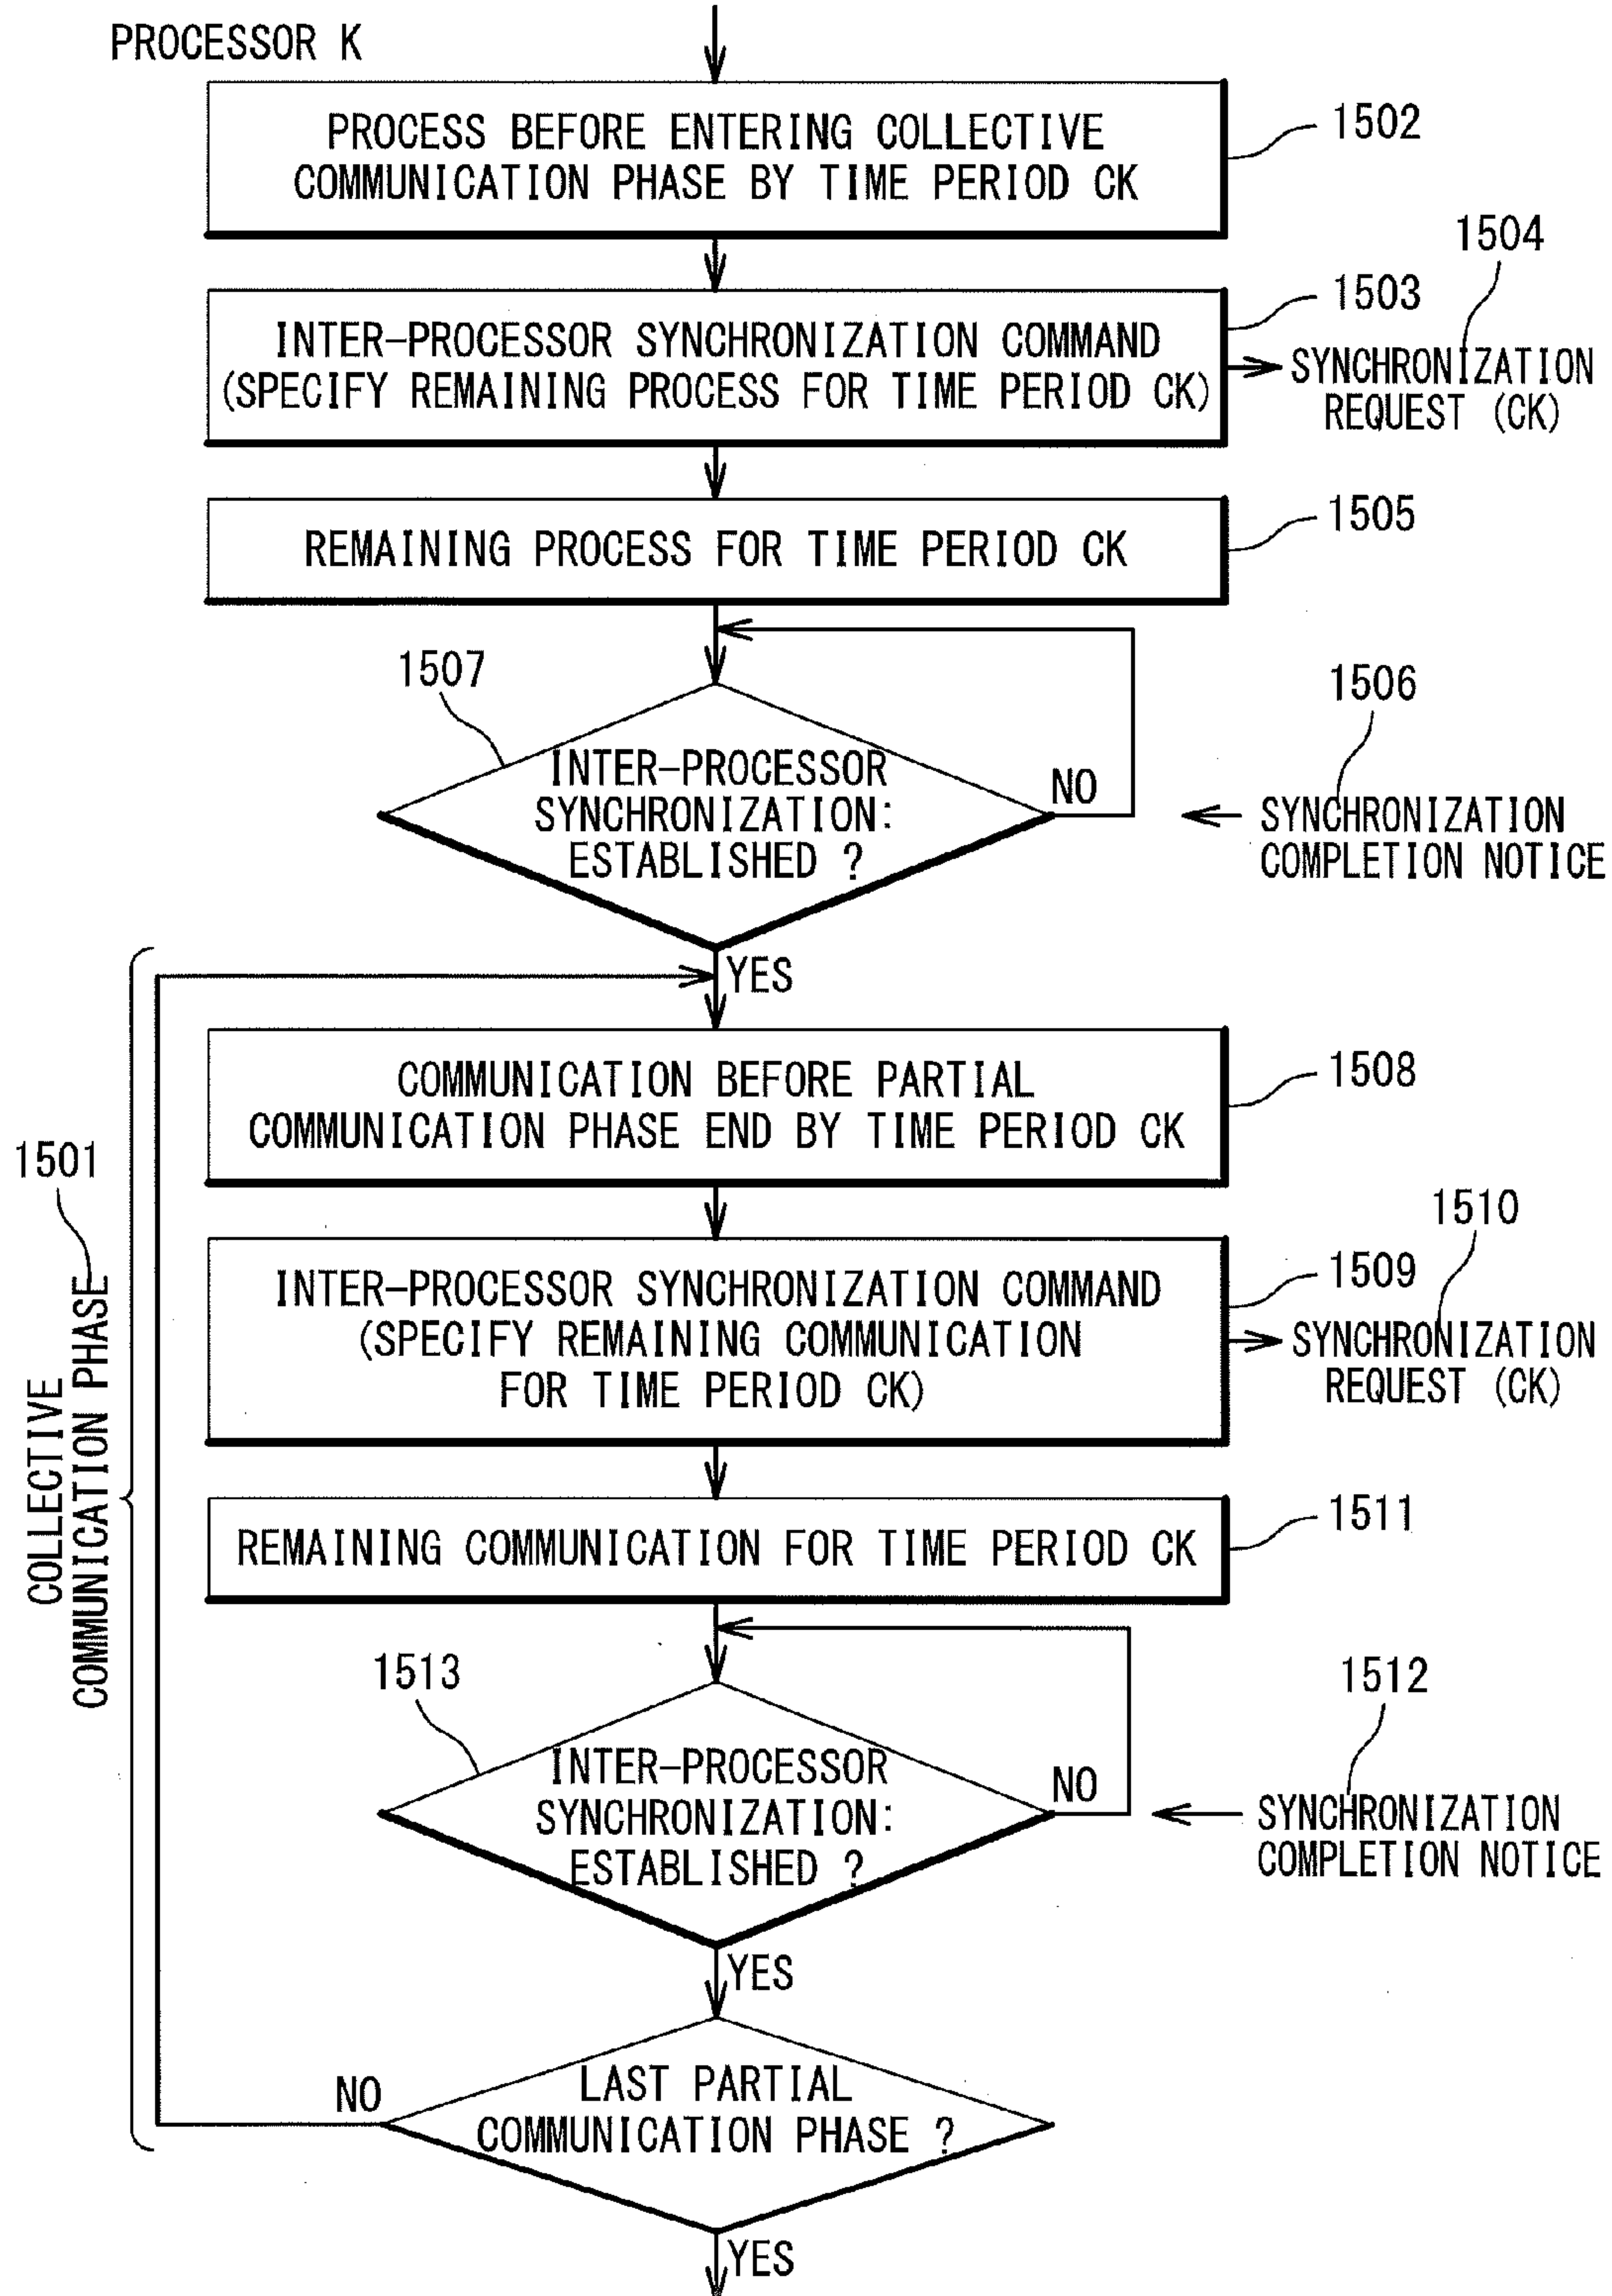 PROCESSOR K
PROCESS BEFORE ENTERING COLLECTIVE
COMMUNICATION PHASE BY TIME PERIOD CK
1502
1504
INTER-PROCESSOR SYNCHRONIZATION COMMAND
(SPECIFY REMAINING PROCESS FOR TIME PERIOD CK)
1503
SYNCHRONIZATION
REQUEST (CK)
REMAINING PROCESS FOR TIME PERIOD CK
1505
1507
1506
INTER-PROCESSOR
SYNCHRONIZATION:
ESTABLISHED ?
NO
SYNCHRONIZATION
COMPLETION NOTICE
YES
COMMUNICATION BEFORE PARTIAL
COMMUNICATION PHASE END BY TIME PERIOD CK
1508
1501
COLLECTIVE
COMMUNICATION PHASE
1510
INTER-PROCESSOR SYNCHRONIZATION COMMAND
(SPECIFY REMAINING COMMUNICATION
FOR TIME PERIOD CK)
1509
SYNCHRONIZATION
REQUEST (CK)
REMAINING COMMUNICATION FOR TIME PERIOD CK
1511
1513
1512
INTER-PROCESSOR
SYNCHRONIZATION:
ESTABLISHED ?
NO
SYNCHRONIZATION
COMPLETION NOTICE
YES
LAST PARTIAL
COMMUNICATION PHASE ?
NO
YES